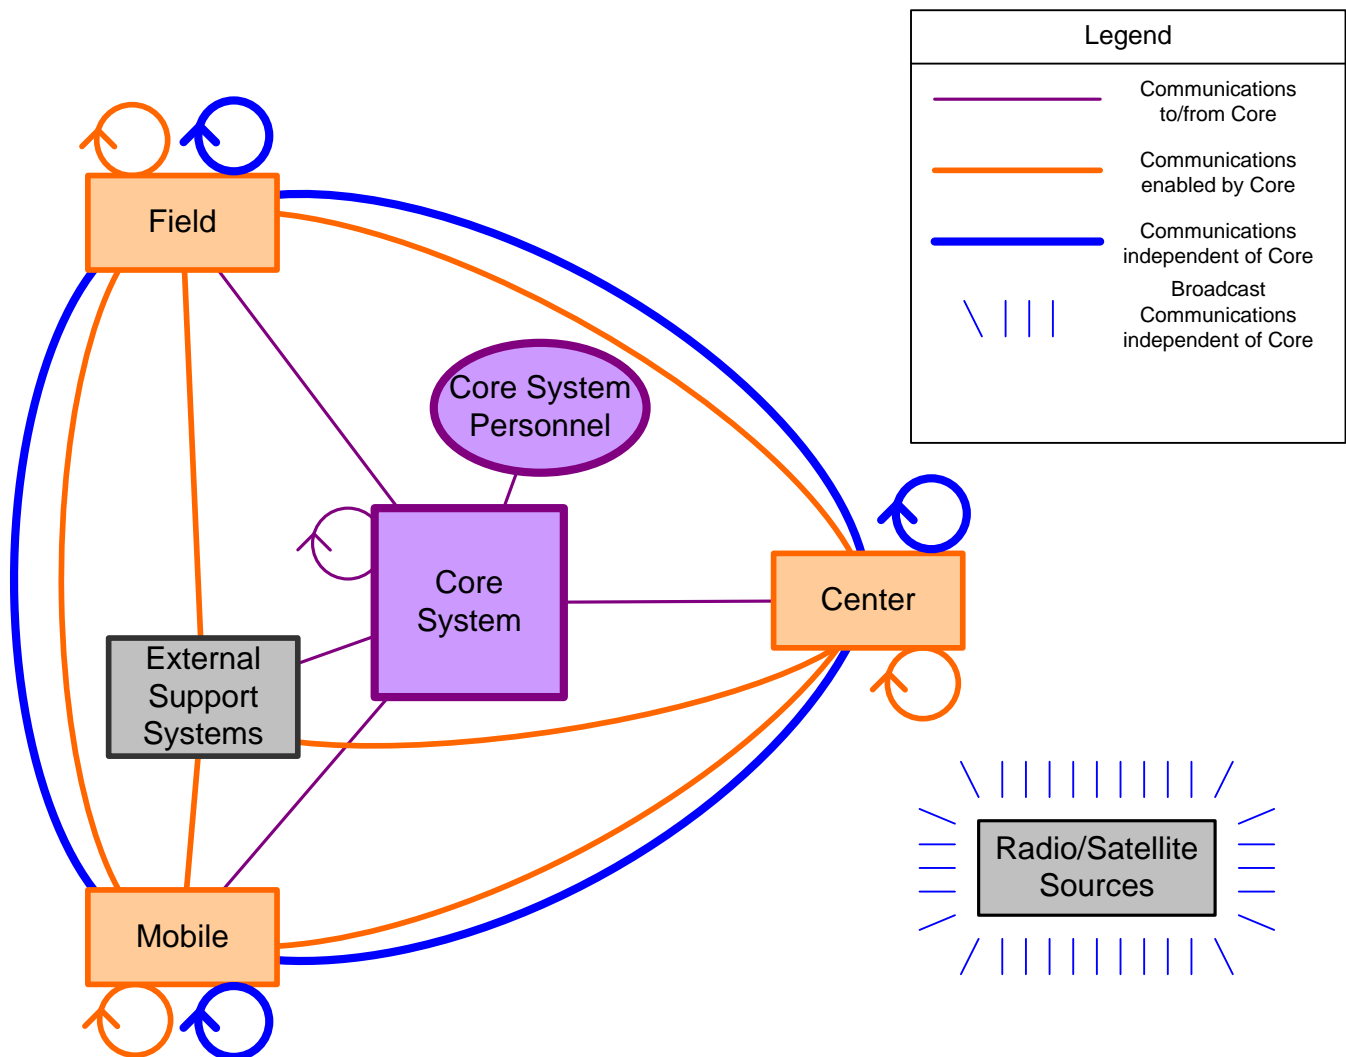 Legend
Communications
to/from Core
Communications
enabled by Core
Communications
independent of Core
Broadcast
Communications
independent of Core
Field
Core System
Personnel
Core
System
Center
External
Support
Systems
Radio/Satellite
Sources
Mobile